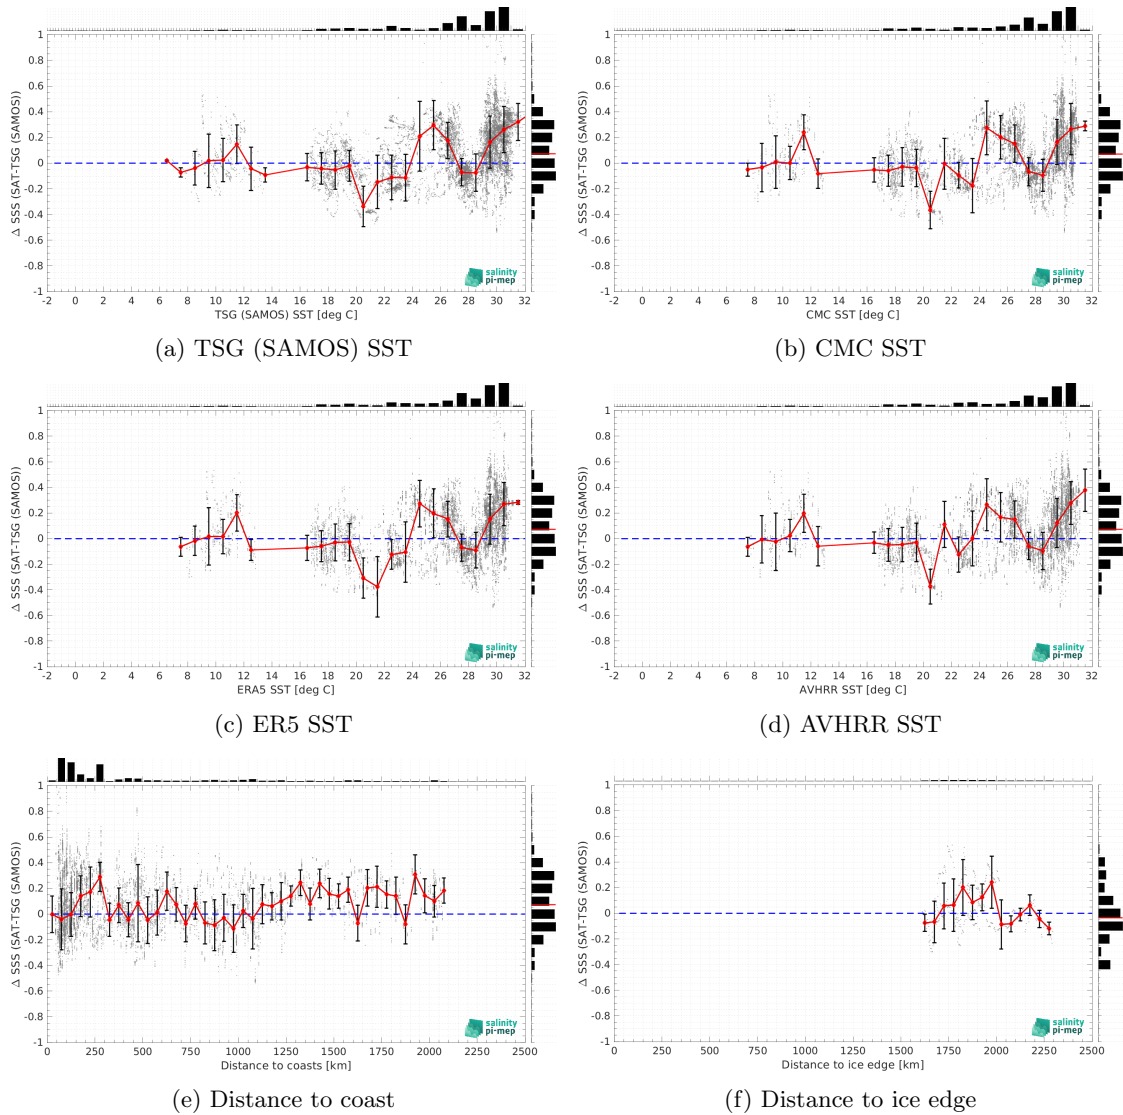 1
0.8
0.6
0.4
0.2
0
-0.2
-0.4
-0.6
-0.8
-1
Δ SSS (SAT-TSG (SAMOS))
salinity
pi-mep
-2 0 2 4 6 8 10 12 14 16 18 20 22 24 26 28 30 32
TSG (SAMOS) SST [deg C]
(a) TSG (SAMOS) SST
1
0.8
0.6
0.4
0.2
0
-0.2
-0.4
-0.6
-0.8
-1
Δ SSS (SAT-TSG (SAMOS))
salinity
pi-mep
-2 0 2 4 6 8 10 12 14 16 18 20 22 24 26 28 30 32
CMC SST [deg C]
(b) CMC SST
1
0.8
0.6
0.4
0.2
0
-0.2
-0.4
-0.6
-0.8
-1
Δ SSS (SAT-TSG (SAMOS))
salinity
pi-mep
-2 0 2 4 6 8 10 12 14 16 18 20 22 24 26 28 30 32
ERA5 SST [deg C]
(c) ER5 SST
1
0.8
0.6
0.4
0.2
0
-0.2
-0.4
-0.6
-0.8
-1
Δ SSS (SAT-TSG (SAMOS))
salinity
pi-mep
-2 0 2 4 6 8 10 12 14 16 18 20 22 24 26 28 30 32
AVHRR SST [deg C]
(d) AVHRR SST
1
0.8
0.6
0.4
0.2
0
-0.2
-0.4
-0.6
-0.8
-1
Δ SSS (SAT-TSG (SAMOS))
salinity
pi-mep
0 250 500 750 1000 1250 1500 1750 2000 2250 2500
Distance to coasts [km]
(e) Distance to coast
1
0.8
0.6
0.4
0.2
0
-0.2
-0.4
-0.6
-0.8
-1
Δ SSS (SAT-TSG (SAMOS))
salinity
pi-mep
0 250 500 750 1000 1250 1500 1750 2000 2250 2500
Distance to ice edge [km]
(f) Distance to ice edge